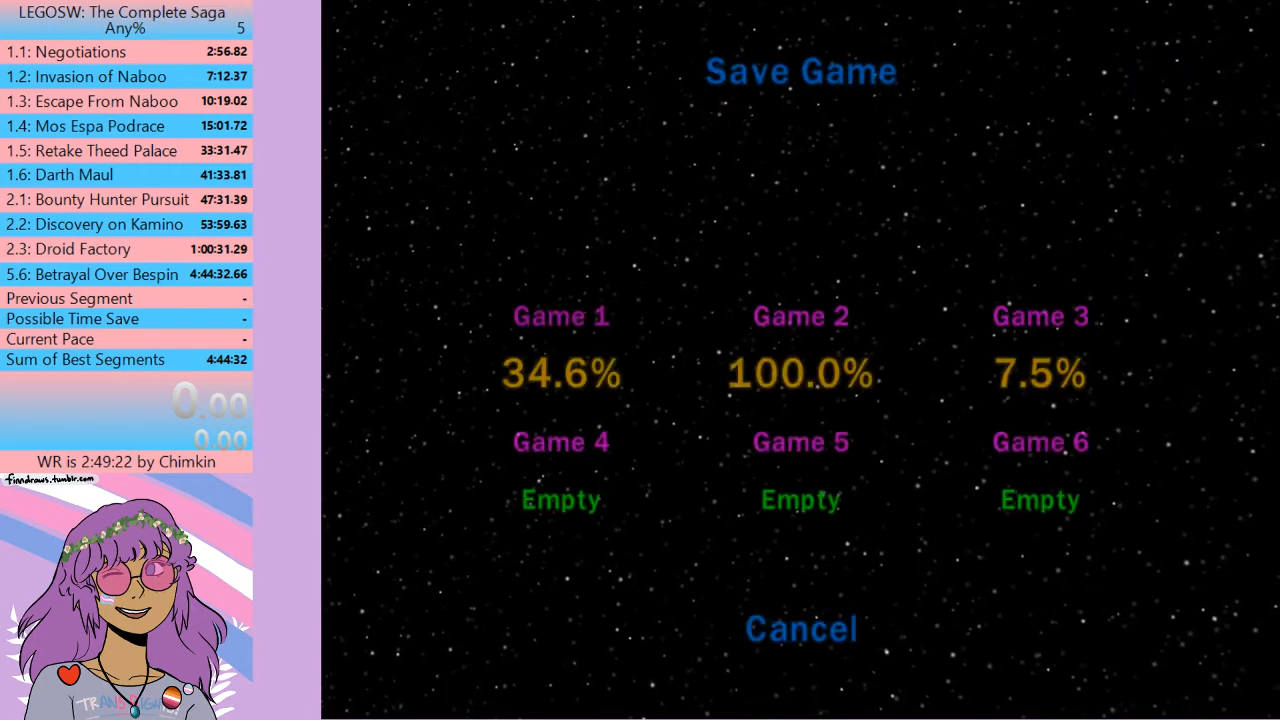 LEGOSW: The Complete Saga
Any% 5
1.1: Negotiations 2:56.82
1.2: Invasion of Naboo 7:12.37
1.3: Escape From Naboo 10:19.02
1.4: Mos Espa Podrace 15:01.72
1.5: Retake Theed Palace 33:31.47
1.6: Darth Maul 41:33.81
2.1: Bounty Hunter Pursuit 47:31.39
2.2: Discovery on Kamino 53:59.63
2.3: Droid Factory 1:00:31.29
5.6: Betrayal Over Bespin 4:44:32.66
Previous Segment -
Possible Time Save -
Current Pace -
Sum of Best Segments 4:44:32
0.00
0.00
WR is 2:49:22 by Chimkin
finndraws.tumblr.com
TRANS RIGHTS!
Save Game
Game 1 Game 2 Game 3
34.6% 100.0% 7.5%
Game 4 Game 5 Game 6
Empty Empty Empty
Cancel